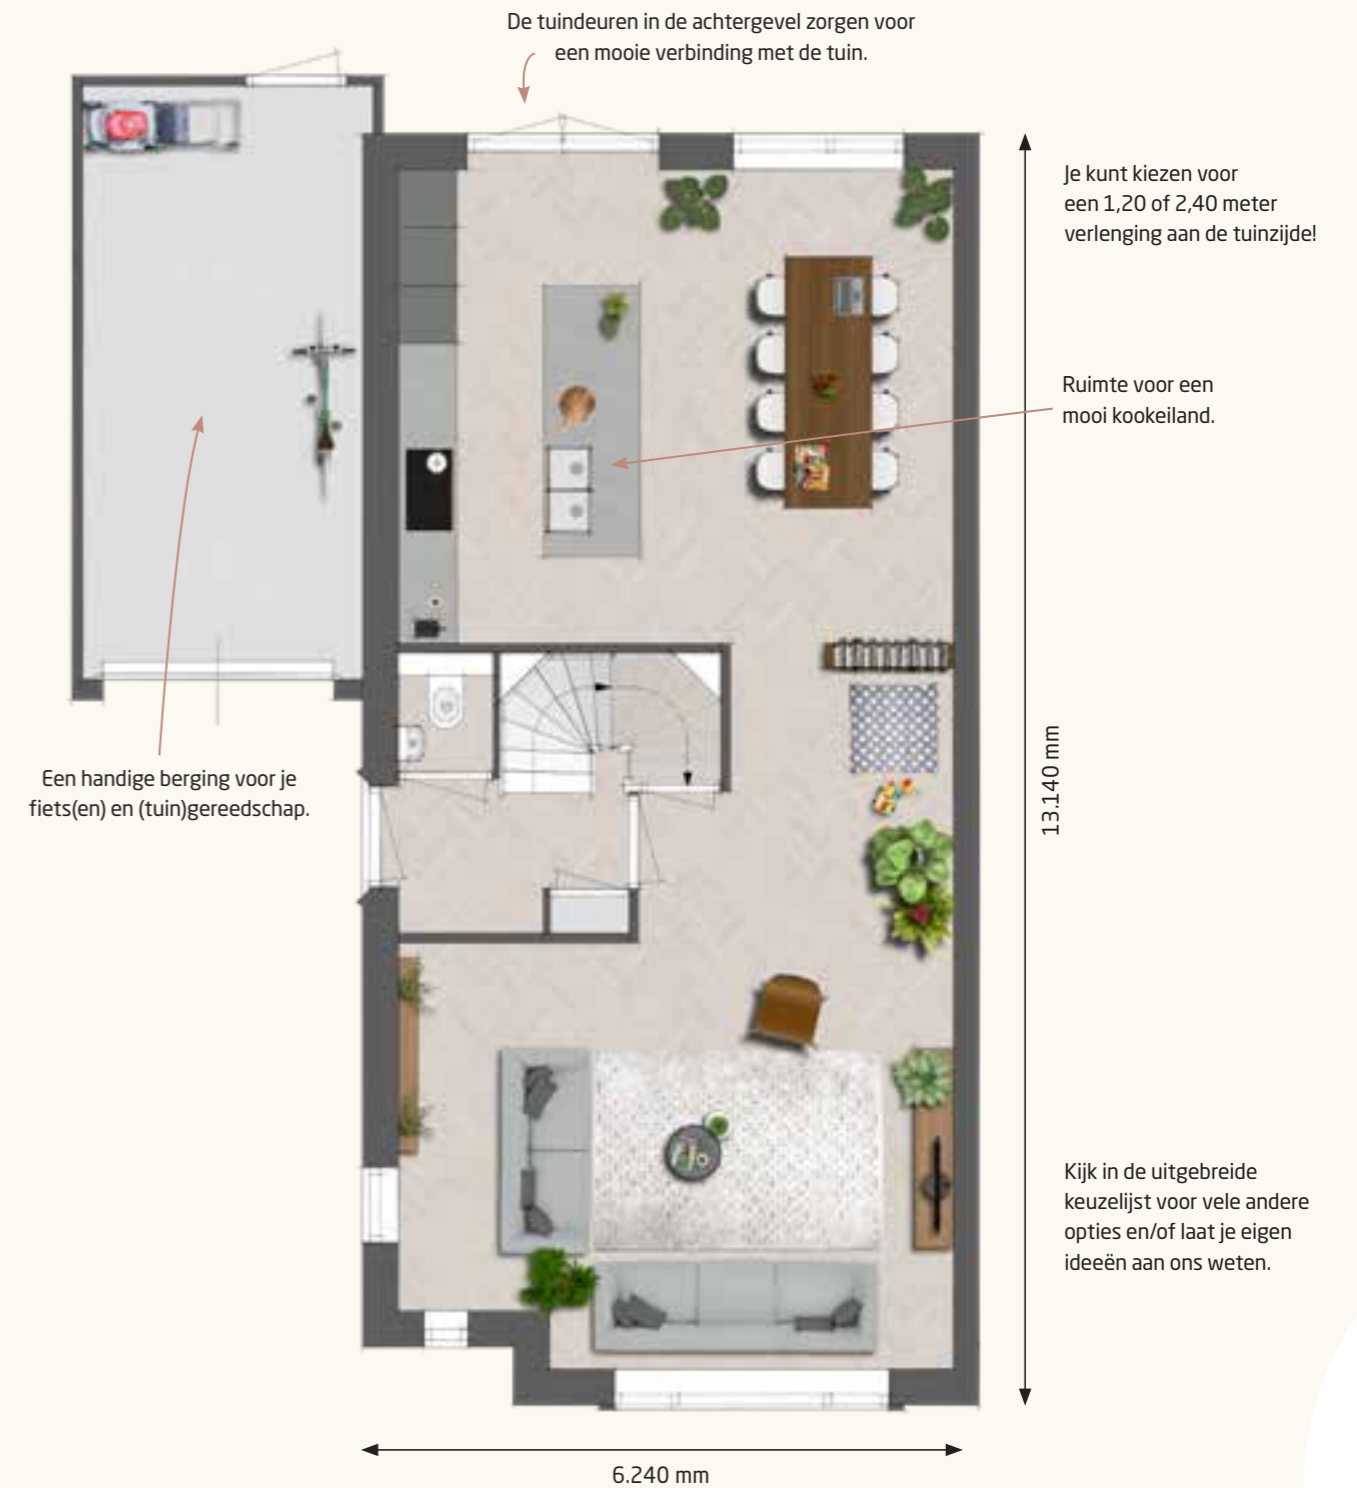 De tuindeuren in de achtergevel zorgen voor
een mooie verbinding met de tuin.
Je kunt kiezen voor
een 1,20 of 2,40 meter
verlenging aan de tuinzijde!
Ruimte voor een
mooi kookeiland.
Een handige berging voor je
fiets(en) en (tuin)gereedschap.
13.140 mm
Kijk in de uitgebreide
keuzelijst voor vele andere
opties en/of laat je eigen
ideeën aan ons weten.
6.240 mm